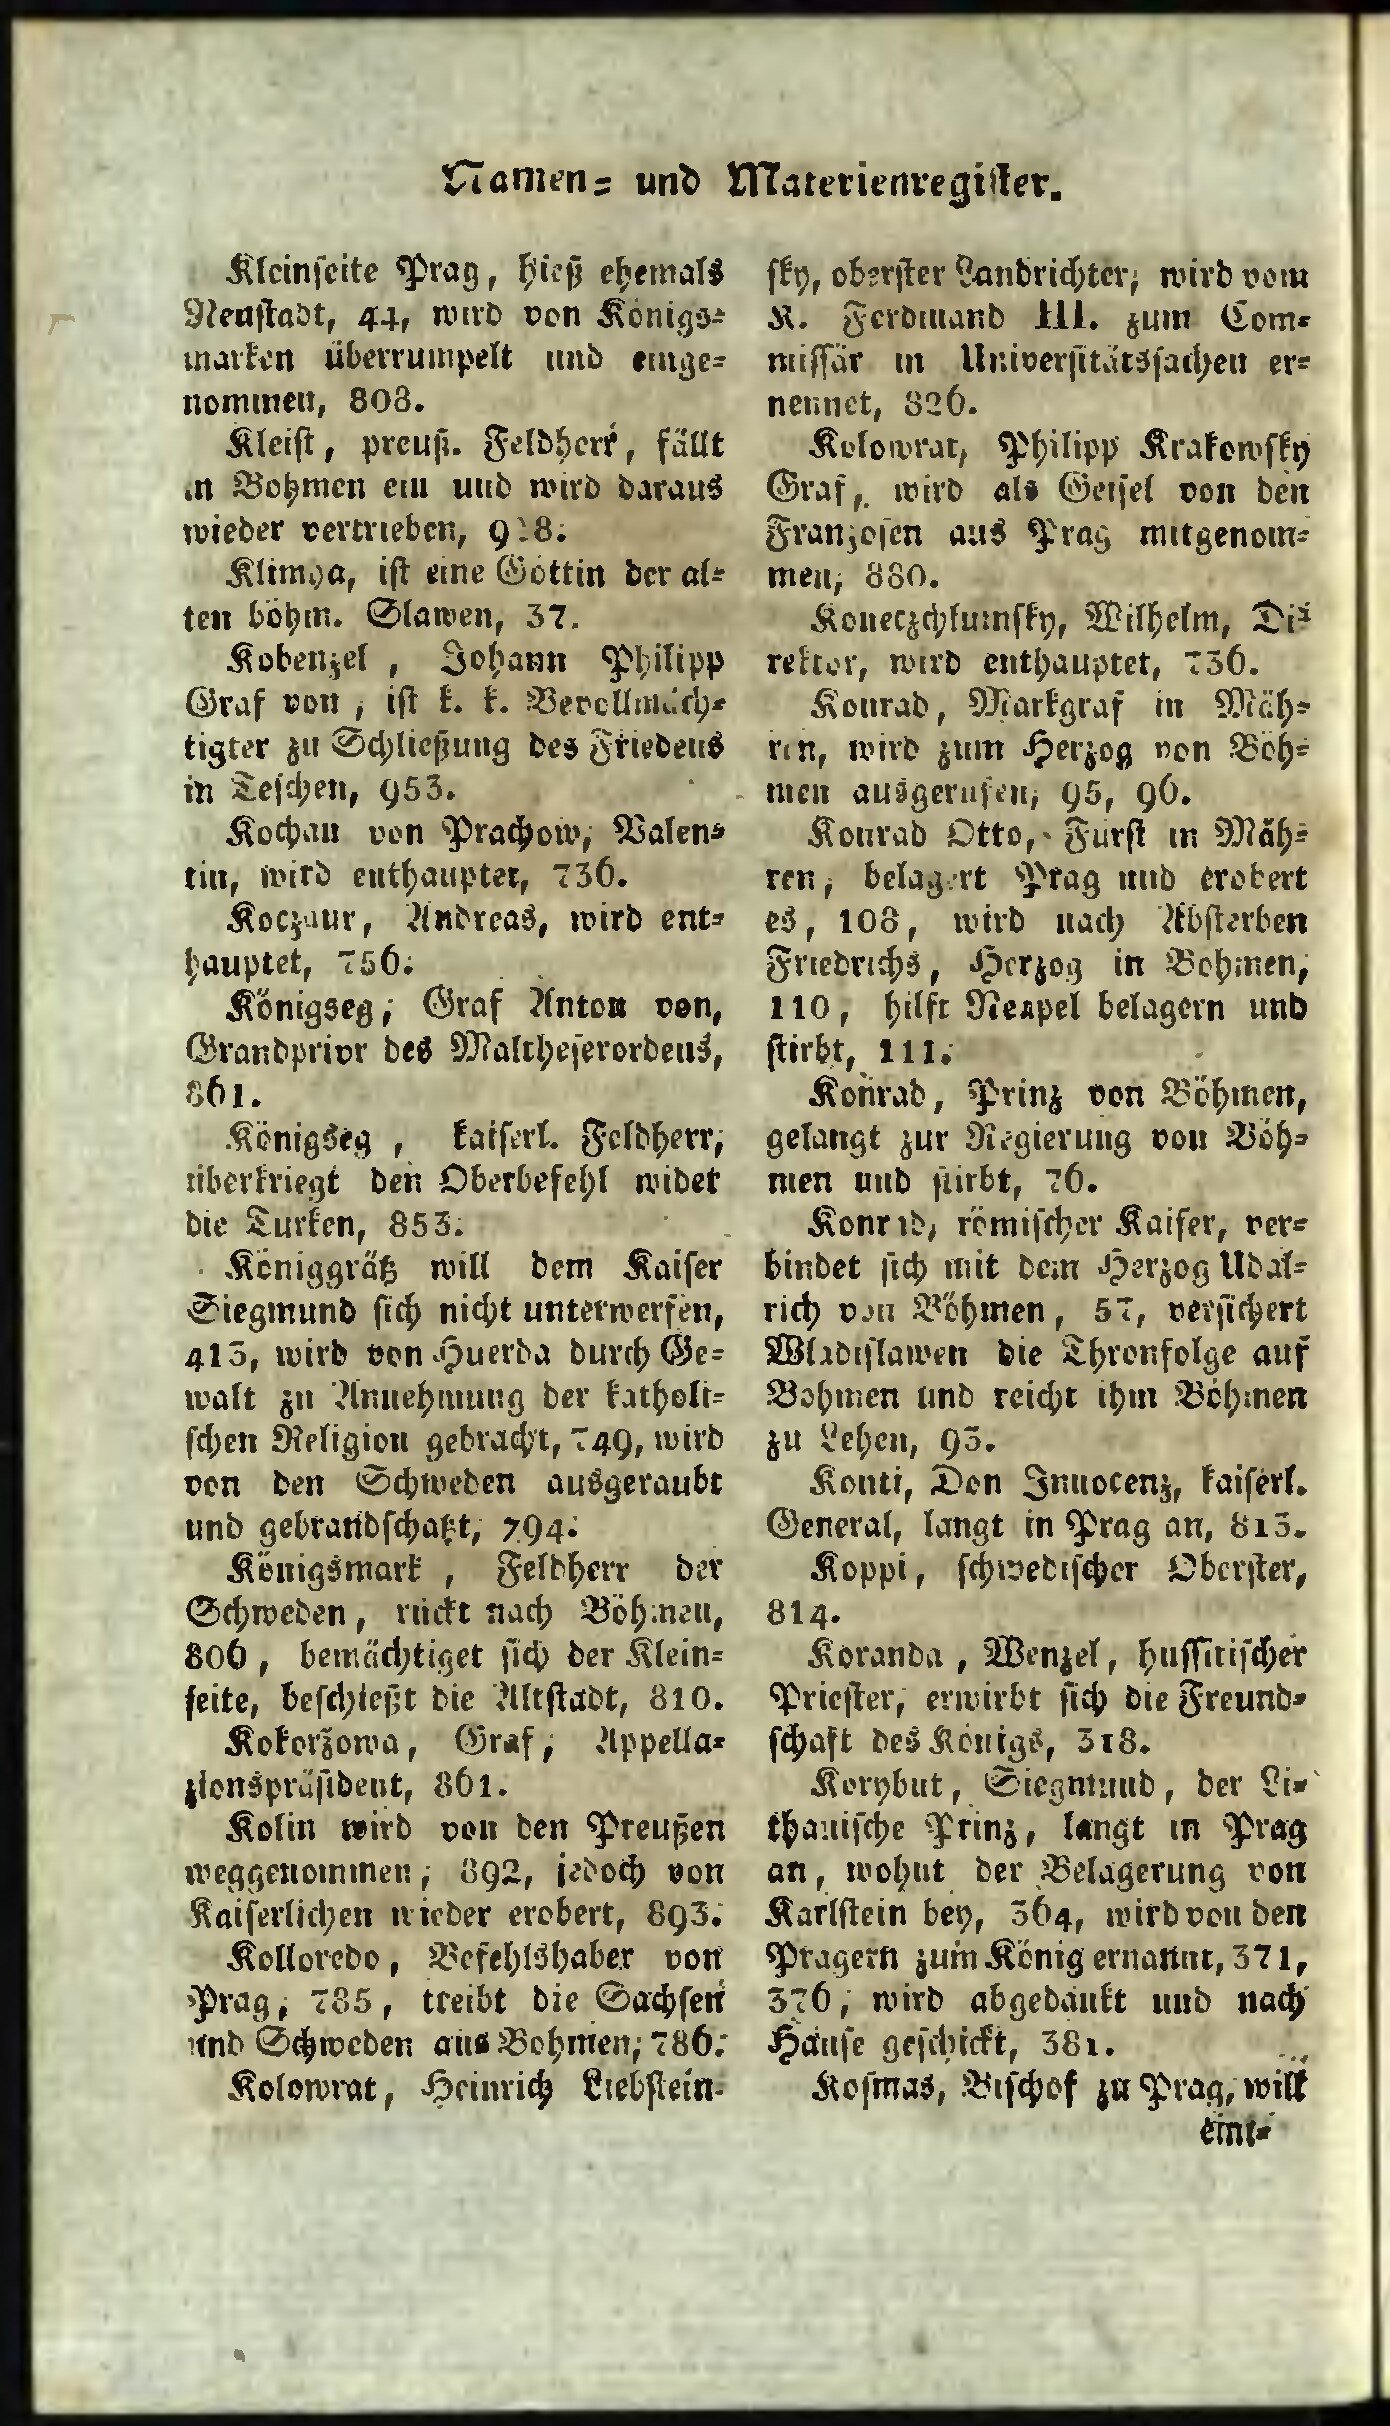 Namen= und Materienregister.
Kleinseite Prag, hieß ehemals
Neustadt, 44, wird von Königs=
marken überrumpelt und einge=
nommen, 808.
Kleist, preuß. Feldherr, fällt
in Böhmen ein und wird daraus
wieder vertrieben,
Klimba, ist eine Göttin der al=
ten böhm. Slawen, 37.
Kobenzel, Johann Philipp
Graf von, ist k. k. Bevollmäch=
tigter zu Schließung des Friedens
in Teschen, 953.
Kochan von Prachow, Valen=
tin, wird enthauptet, 736.
Koczaur, Andreas, wird ent=
hauptet, 736.
Königseg, Graf Anton von,
Grandprior des Maltheserordens,
861.
Königseg, kaiserl. Feldherr,
überkriegt den Oberbefehl wider
die Türken, 853.
Königgrätz will dem Kaiser
Siegmund sich nicht unterwerfen,
413, wird von Huerda durch Ge=
walt zu Annehmung der katholi=
schen Religion gebracht, 749, wird
von den Schweden ausgeraubt
und gebrandschatzt, 794.
Königsmark, Feldherr der
Schweden, rückt nach Böhmen,
806, bemächtiget sich der Klein=
seite, beschießt die Altstadt, 810.
Kokorzowa, Graf, Appella=
zionspräsident, 861.
Kolin wird von den Preußen
weggenommen, 892, jedoch von
Kaiserlichen wieder erobert, 893.
Kolloredo, Befehlshaber von
Prag, 785, treibt die Sachsen
und Schweden aus Böhmen, 786.
Kolowrat, Heinrich Liebstein=
sky, oberster Landrichter, wird vom
K. Ferdinand III. zum Com=
missär in Universitätssachen er=
nennet, 826.
Kolowrat, Philipp Krakowsky
Graf, wird als Geisel von den
Franzosen aus Prag mitgenom=
men, 880.
Koneczchlumsky, Wilhelm, Di=
rektor, wird enthauptet, 736.
Konrad, Markgraf in Mäh=
ren, wird zum Herzog von Böh=
men ausgerufen, 95, 96.
Konrad Otto, Fürst in Mäh=
ren, belagert Prag und erobert
es, 108, wird nach Absterben
Friedrichs, Herzog in Böhmen,
110, hilft Neapel belagern und
stirbt, 111.
Konrad, Prinz von Böhmen,
gelangt zur Regierung von Böh=
men und stirbt, 76.
Konrad, römischer Kaiser, ver=
bindet sich mit dem Herzog Udal=
rich von Böhmen, 57, versichert
Wladislawen die Thronfolge auf
Böhmen und reicht ihm Böhmen
zu Lehen, 93.
Konti, Don Innocenz, kaiserl.
General, langt in Prag an, 813.
Koppi, schwedischer Oberster,
814.
Koranda, Wenzel, hussitischer
Priester, erwirbt sich die Freund=
schaft des Königs, 318.
Korybut, Siegmund, der Li=
thauische Prinz, langt in Prag
an, wohnt der Belagerung von
Karlstein bey, 364, wird von den
Pragern zum König ernannt, 371,
376, wird abgedankt und nach
Hause geschickt, 381.
Kosmas, Bischof zu Prag, will
eine=